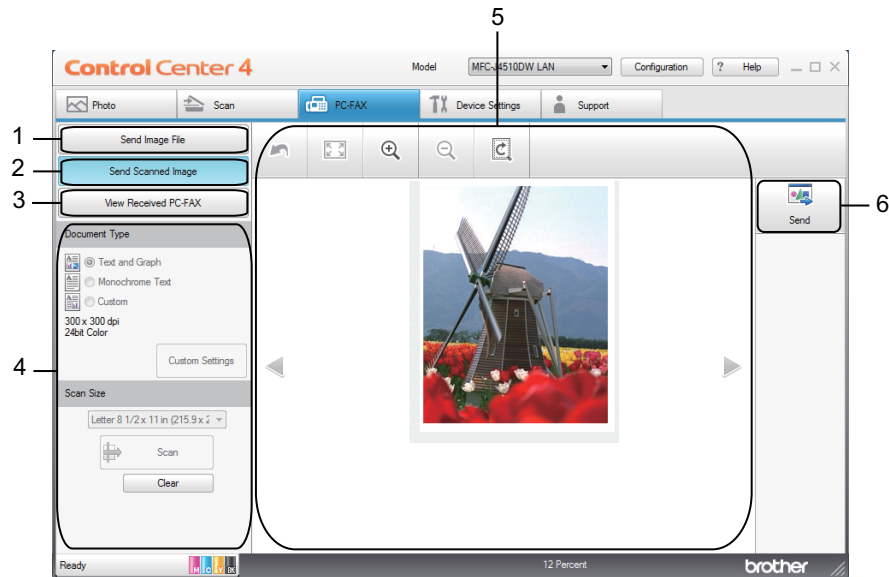 5
Control Center 4
Model
MFC-J4510DW LAN
Configuration
? Help
Photo
Scan
PC-FAX
Device Settings
Support
1
Send Image File
2
Send Scanned Image
3
View Received PC-FAX
6
Send
Document Type
Text and Graph
Monochrome Text
Custom
300 x 300 dpi
24bit Color
4
Custom Settings
Scan Size
Letter 8 1/2 x 11 in (215.9 x 2
Scan
Clear
Ready
M C Y BK
12 Percent
brother